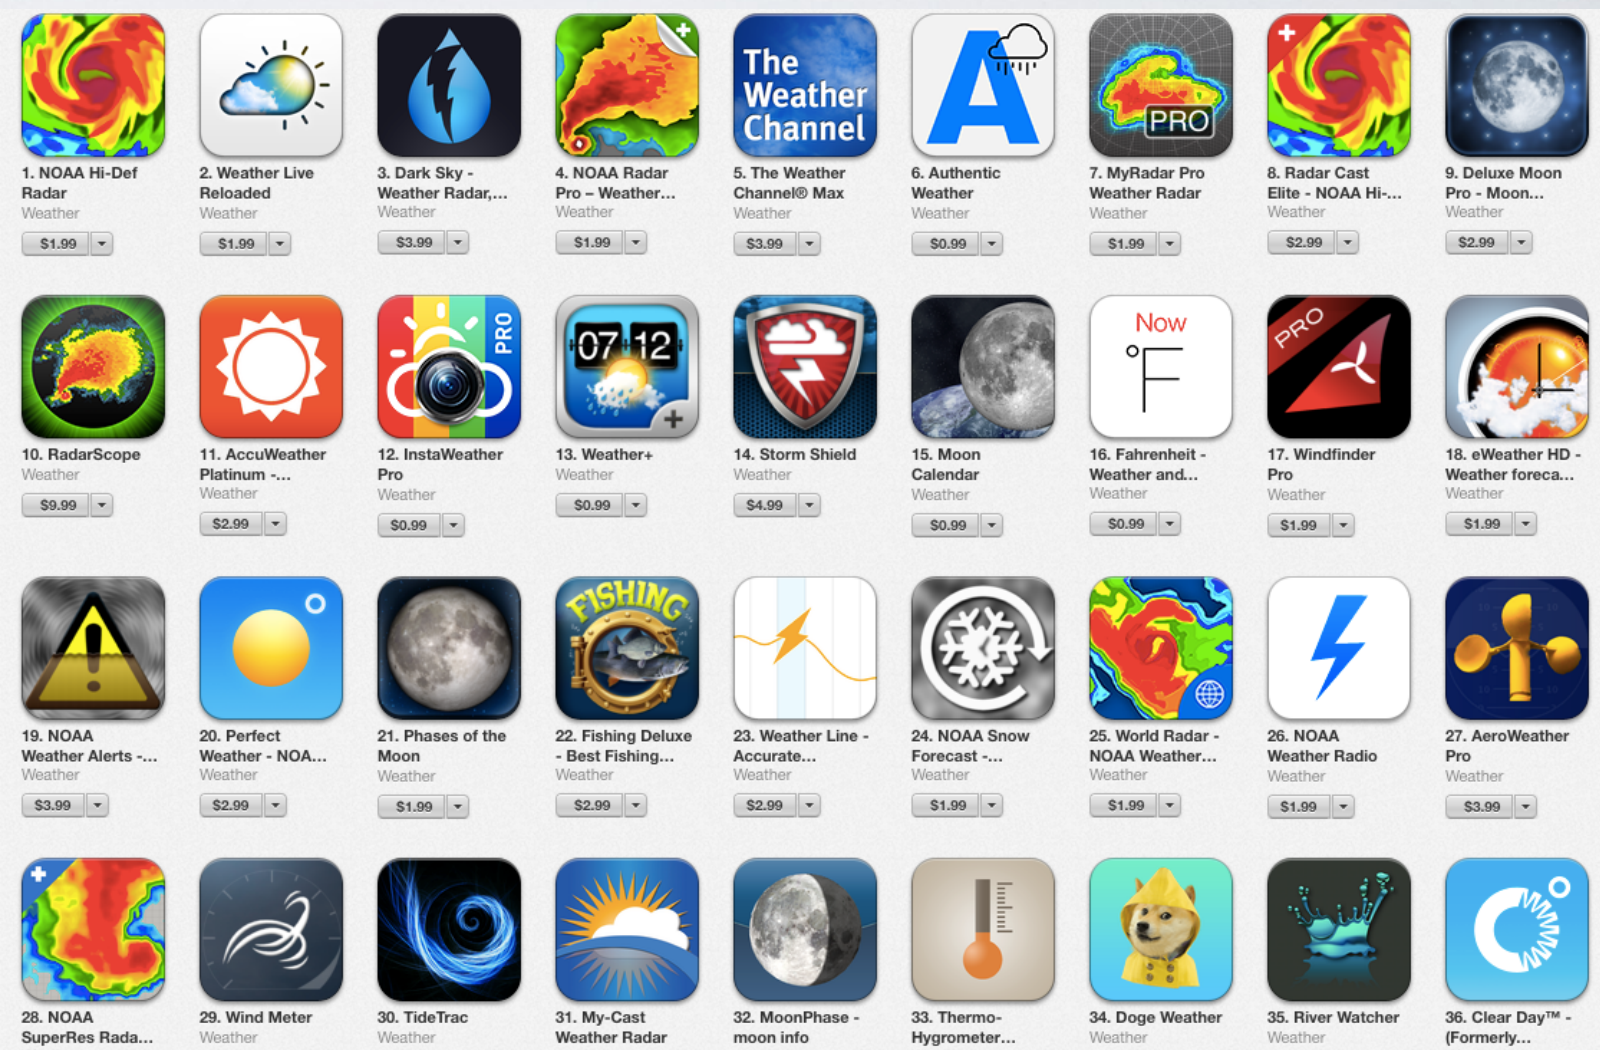 The
Weather
Channel
A
PRO
1. NOAA Hi-Def
Radar
Weather
$1.99
2. Weather Live
Reloaded
Weather
$1.99
3. Dark Sky -
Weather Radar,...
Weather
$3.99
4. NOAA Radar
Pro – Weather...
Weather
$1.99
5. The Weather
Channel® Max
Weather
$3.99
6. Authentic
Weather
Weather
$0.99
7. MyRadar Pro
Weather Radar
Weather
$1.99
8. Radar Cast
Elite - NOAA Hi-...
Weather
$2.99
9. Deluxe Moon
Pro - Moon...
Weather
$2.99
PRO
07 12
Now
°F
PRO
10. RadarScope
Weather
$9.99
11. AccuWeather
Platinum -...
Weather
$2.99
12. InstaWeather
Pro
Weather
$0.99
13. Weather+
Weather
$0.99
14. Storm Shield
Weather
$4.99
15. Moon
Calendar
Weather
$0.99
16. Fahrenheit -
Weather and...
Weather
$0.99
17. Windfinder
Pro
Weather
$1.99
18. eWeather HD -
Weather foreca...
Weather
$1.99
FISHING
19. NOAA
Weather Alerts -...
Weather
$3.99
20. Perfect
Weather - NOA...
Weather
$2.99
21. Phases of the
Moon
Weather
$1.99
22. Fishing Deluxe
- Best Fishing...
Weather
$2.99
23. Weather Line -
Accurate...
Weather
$2.99
24. NOAA Snow
Forecast -...
Weather
$1.99
25. World Radar -
NOAA Weather...
Weather
$1.99
26. NOAA
Weather Radio
Weather
$1.99
27. AeroWeather
Pro
Weather
$3.99
28. NOAA
SuperRes Rada...
29. Wind Meter
Weather
30. TideTrac
Weather
31. My-Cast
Weather Radar
32. MoonPhase -
moon info
33. Thermo-
Hygrometer...
34. Doge Weather
Weather
35. River Watcher
Weather
36. Clear Day™ -
(Formerly...